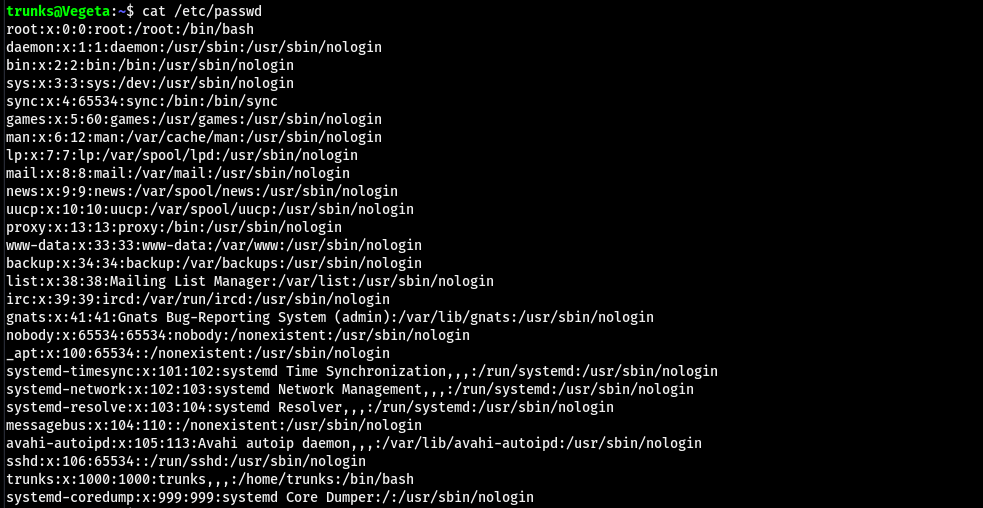 trunks@Vegeta:~$ cat /etc/passwd
root:x:0:0:root:/root:/bin/bash
daemon:x:1:1:daemon:/usr/sbin:/usr/sbin/nologin
bin:x:2:2:bin:/bin:/usr/sbin/nologin
sys:x:3:3:sys:/dev:/usr/sbin/nologin
sync:x:4:65534:sync:/bin:/bin/sync
games:x:5:60:games:/usr/games:/usr/sbin/nologin
man:x:6:12:man:/var/cache/man:/usr/sbin/nologin
lp:x:7:7:lp:/var/spool/lpd:/usr/sbin/nologin
mail:x:8:8:mail:/var/mail:/usr/sbin/nologin
news:x:9:9:news:/var/spool/news:/usr/sbin/nologin
uucp:x:10:10:uucp:/var/spool/uucp:/usr/sbin/nologin
proxy:x:13:13:proxy:/bin:/usr/sbin/nologin
www-data:x:33:33:www-data:/var/www:/usr/sbin/nologin
backup:x:34:34:backup:/var/backups:/usr/sbin/nologin
list:x:38:38:Mailing List Manager:/var/list:/usr/sbin/nologin
irc:x:39:39:ircd:/var/run/ircd:/usr/sbin/nologin
gnats:x:41:41:Gnats Bug-Reporting System (admin):/var/lib/gnats:/usr/sbin/nologin
nobody:x:65534:65534:nobody:/nonexistent:/usr/sbin/nologin
_apt:x:100:65534::/nonexistent:/usr/sbin/nologin
systemd-timesync:x:101:102:systemd Time Synchronization,,,:/run/systemd:/usr/sbin/nologin
systemd-network:x:102:103:systemd Network Management,,,:/run/systemd:/usr/sbin/nologin
systemd-resolve:x:103:104:systemd Resolver,,,:/run/systemd:/usr/sbin/nologin
messagebus:x:104:110::/nonexistent:/usr/sbin/nologin
avahi-autoipd:x:105:113:Avahi autoip daemon,,,:/var/lib/avahi-autoipd:/usr/sbin/nologin
sshd:x:106:65534::/run/sshd:/usr/sbin/nologin
trunks:x:1000:1000:trunks,,,:/home/trunks:/bin/bash
systemd-coredump:x:999:999:systemd Core Dumper:/:/usr/sbin/nologin